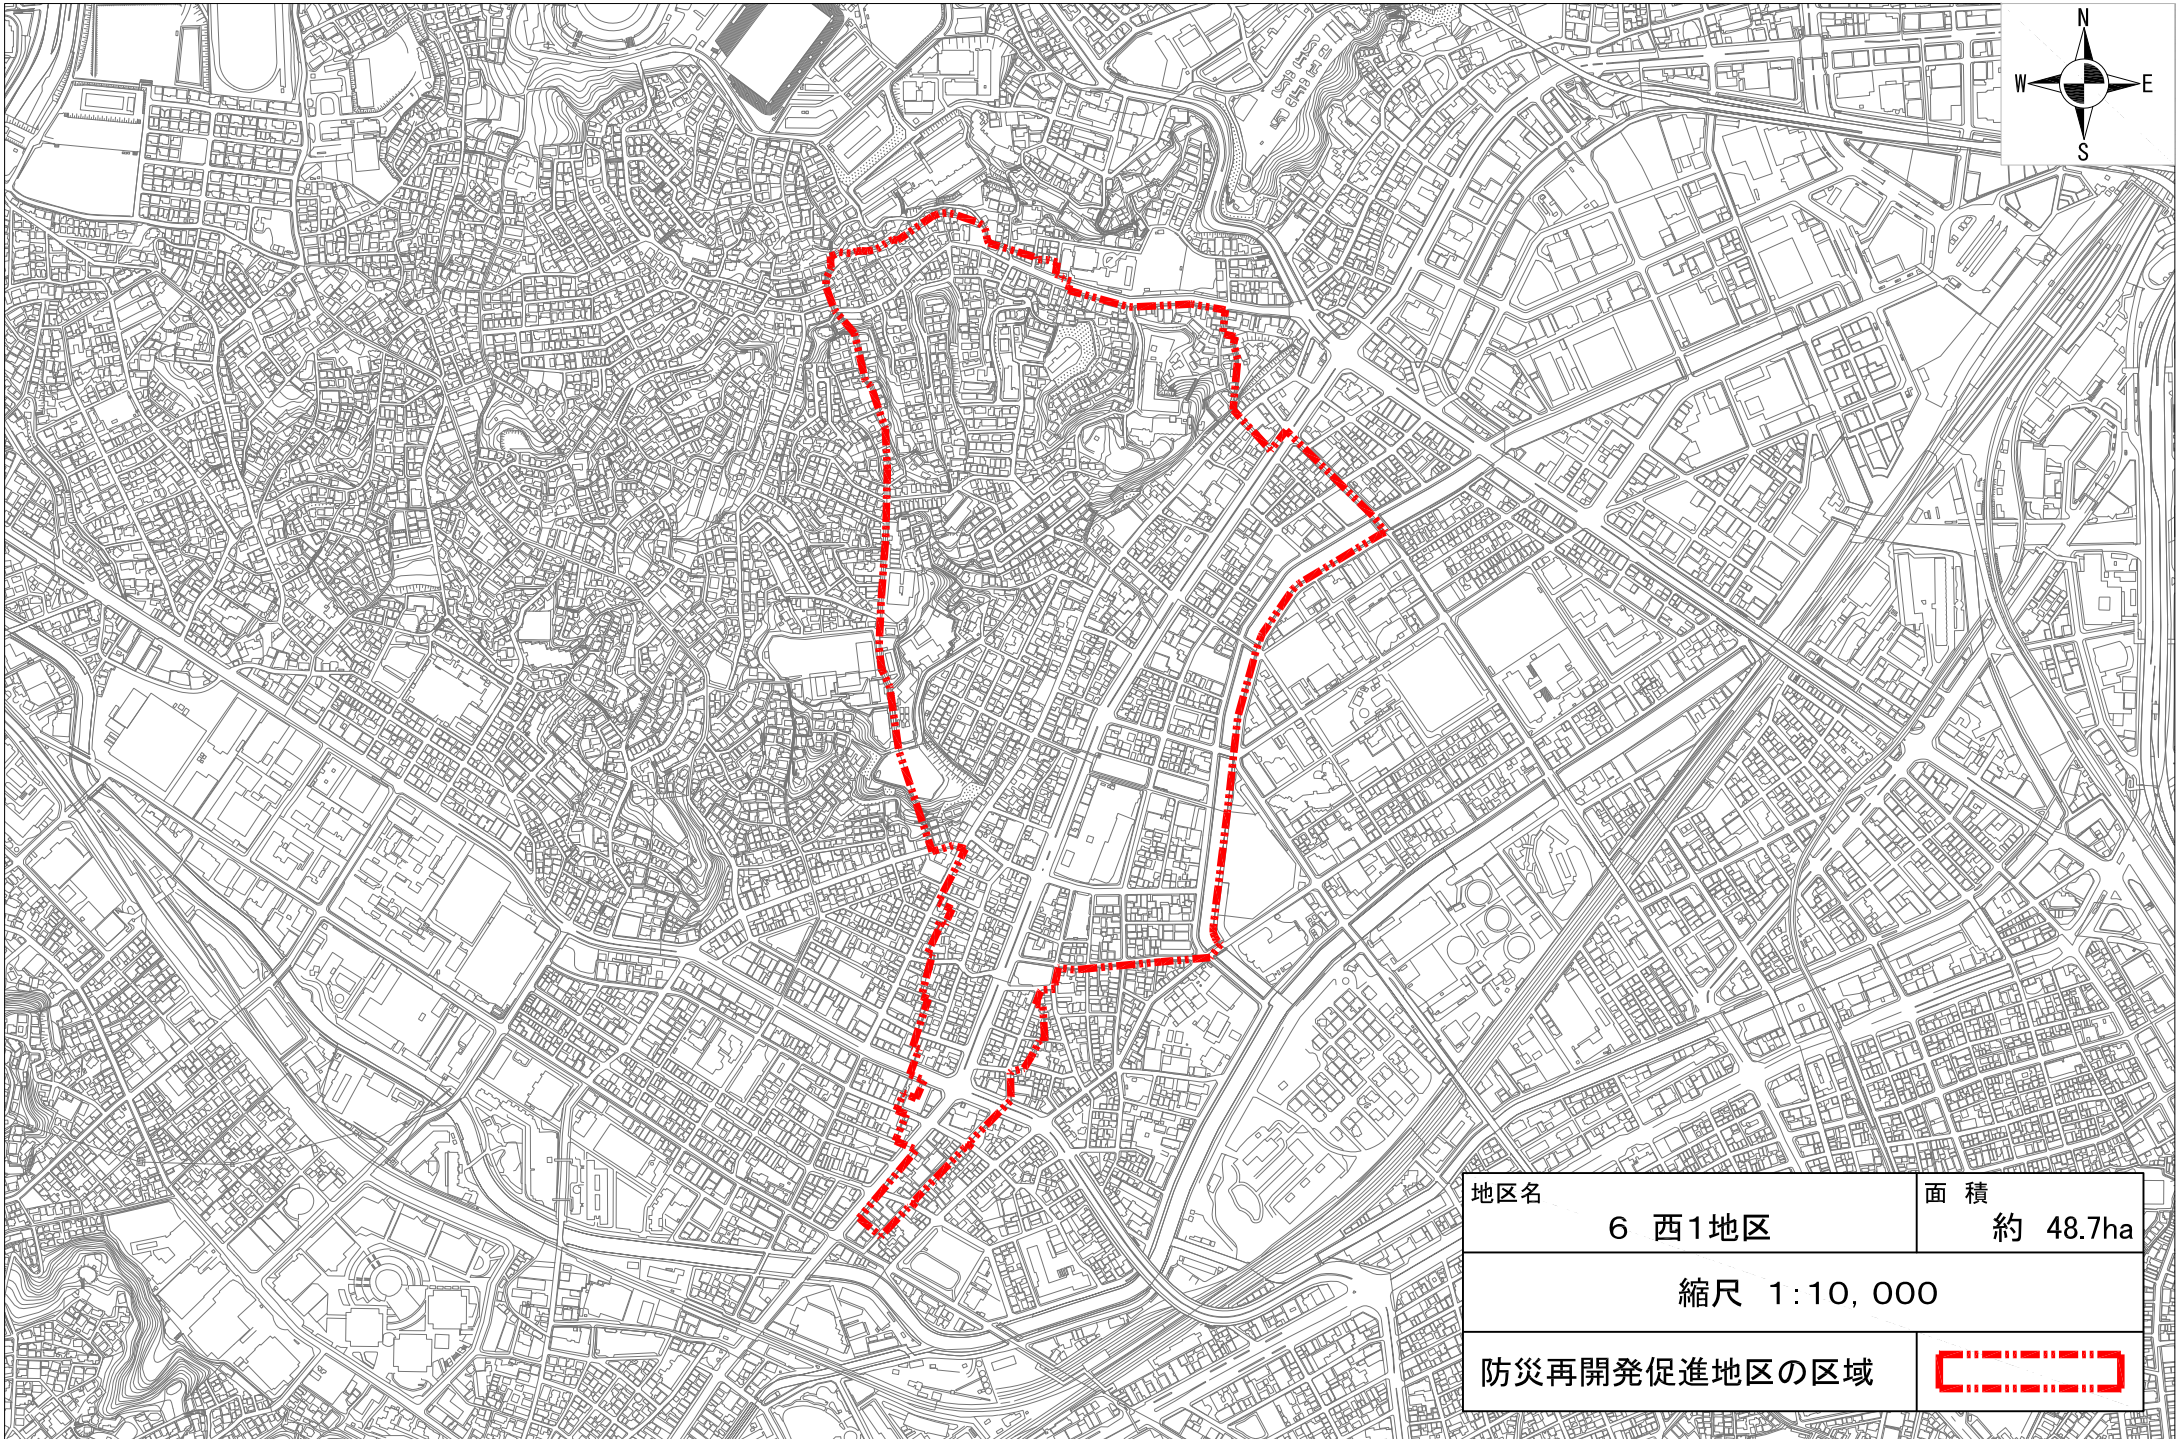 N
W E
S
地区名
6 西1地区
面 積
約 48.7ha
縮尺 1:10,000
防災再開発促進地区の区域